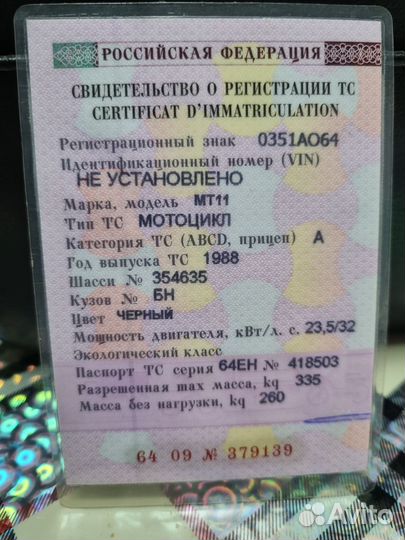 РОССИЙСКАЯ ФЕДЕРАЦИЯ
СВИДЕТЕЛЬСТВО О РЕГИСТРАЦИИ ТС
CERTIFICAT D'IMMATRICULATION
Регистрационный знак 0351АО64
Идентификационный номер (VIN)
НЕ УСТАНОВЛЕНО
Марка, модель МТ11
Тип ТС МОТОЦИКЛ
Категория ТС (ABCD, прицеп) А
Год выпуска ТС 1988
Шасси № 354635
Кузов № БН
Цвет ЧЕРНЫЙ
Мощность двигателя, кВт/л. с. 23,5/32
Экологический класс
Паспорт ТС серия 64ЕН № 418503
Разрешенная max масса, kg 335
Масса без нагрузки, kg 260
64 09 № 379139
Avito